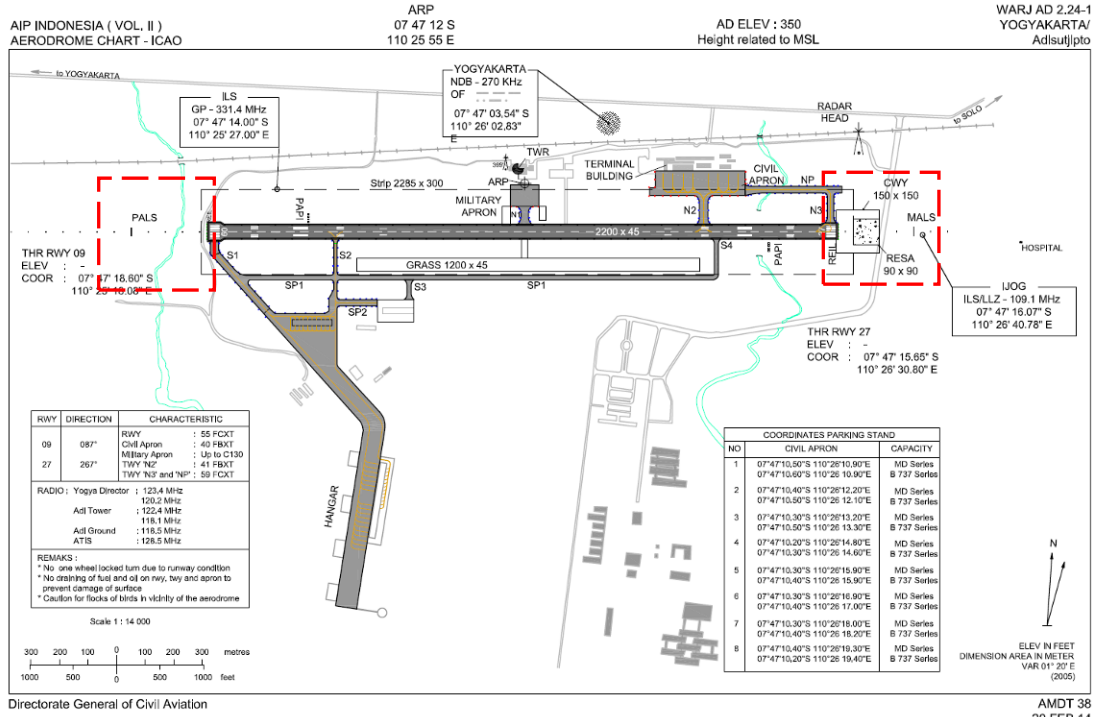 AIP INDONESIA ( VOL. II )
AERODROME CHART - ICAO
ARP
07 47 12 S
110 25 55 E
AD ELEV : 350
Height related to MSL
WARJ AD 2.24-1
YOGYAKARTA/
Adisutjipto
to YOGYAKARTA
ILS
GP - 331.4 MHz
07° 47' 14.00" S
110° 25' 27.00" E
YOGYAKARTA
NDB - 270 KHz
OF
07° 47' 03.54" S
110° 26' 02.83"
E
RADAR
HEAD
to SOLO
TWR
ARP
TERMINAL
BUILDING
CIVIL
APRON
NP
CWY
150 x 150
Strip 2285 x 300
MILITARY
APRON
PALS
PAPI
N2
N3
MALS
2200 x 45
S1
S2
GRASS 1200 x 45
S4
PAPI
REIL
RESA
90 x 90
HOSPITAL
THR RWY 09
ELEV : -
COOR : 07° 47' 18.60" S
SP1
S3
SP1
SP2
IJOG
ILS/LLZ - 109.1 MHz
07° 47' 16.07" S
110° 26' 40.78" E
THR RWY 27
ELEV : -
COOR : 07° 47' 15.65" S
110° 26' 30.80" E
HANGAR
RWY DIRECTION CHARACTERISTIC
09 087°
27 267°
RWY : 55 FCXT
Civil Apron : 40 FBXT
Military Apron : Up to C130
TWY 'N2' : 41 FBXT
TWY 'N3' and 'NP' : 59 FCXT
RADIO : Yogya Director : 123.4 MHz
120.2 MHz
Adi Tower : 122.4 MHz
118.1 MHz
Adi Ground : 118.5 MHz
ATIS : 128.5 MHz
REMAKS :
* No one wheel locked turn due to runway condition
* No draining of fuel and oil on rwy, twy and apron to
prevent damage of surface
* Caution for flocks of birds in vicinity of the aerodrome
Scale 1 : 14 000
300 200 100 0 100 200 300 metres
1000 500 0 500 1000 feet
COORDINATES PARKING STAND
NO CIVIL APRON CAPACITY
1 07°47'10.50"S 110°26'10.90"E MD Series
07°47'10.60"S 110°26 10.90"E B 737 Series
2 07°47'10.40"S 110°26'12.20"E MD Series
07°47'10.50"S 110°26 12.10"E B 737 Series
3 07°47'10.30"S 110°26'13.20"E MD Series
07°47'10.50"S 110°26 13.30"E B 737 Series
4 07°47'10.20"S 110°26'14.80"E MD Series
07°47'10.30"S 110°26 14.60"E B 737 Series
5 07°47'10.30"S 110°26'15.90"E MD Series
07°47'10.40"S 110°26 15.90"E B 737 Series
6 07°47'10.30"S 110°26'16.90"E MD Series
07°47'10.40"S 110°26 17.00"E B 737 Series
7 07°47'10.30"S 110°26'18.00"E MD Series
07°47'10.40"S 110°26 18.20"E B 737 Series
8 07°47'10.40"S 110°26'19.30"E MD Series
07°47'10.20"S 110°26 19.40"E B 737 Series
N
ELEV IN FEET
DIMENSION AREA IN METER
VAR 01° 20' E
(2005)
Directorate General of Civil Aviation
AMDT 38